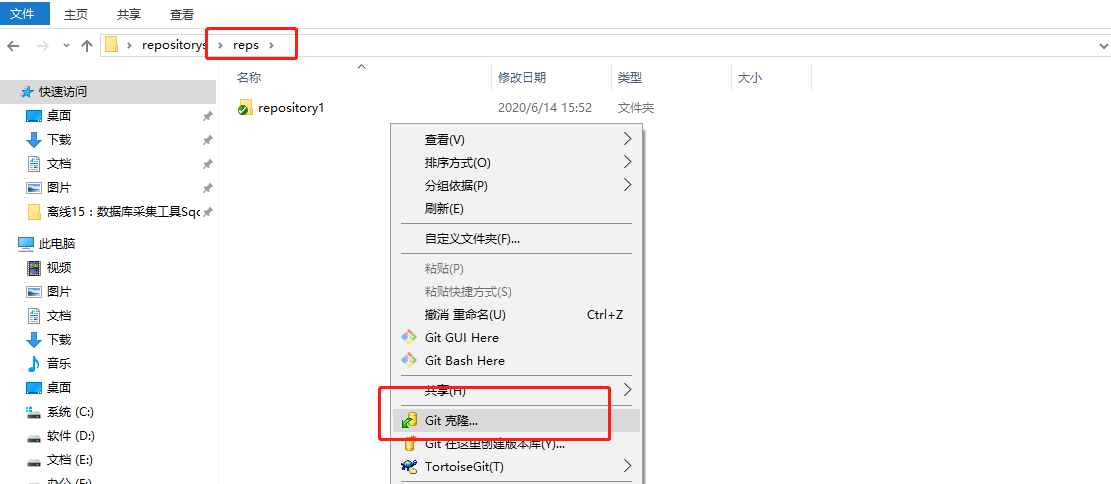 文件 主页 共享 查看
repositorys reps
名称 修改日期 类型 大小
快速访问
桌面
下载
文档
图片
离线15：数据库采集工具Sqc
此电脑
视频
图片
文档
下载
音乐
桌面
系统 (C:)
软件 (D:)
文档 (E:)
办公 (F:)
repository1 2020/6/14 15:52 文件夹
查看(V)
排序方式(O)
分组依据(P)
刷新(E)
自定义文件夹(F)...
粘贴(P)
粘贴快捷方式(S)
撤消 重命名(U) Ctrl+Z
Git GUI Here
Git Bash Here
共享(H)
Git 克隆...
Git 在这里创建版本库(Y)...
TortoiseGit(T)